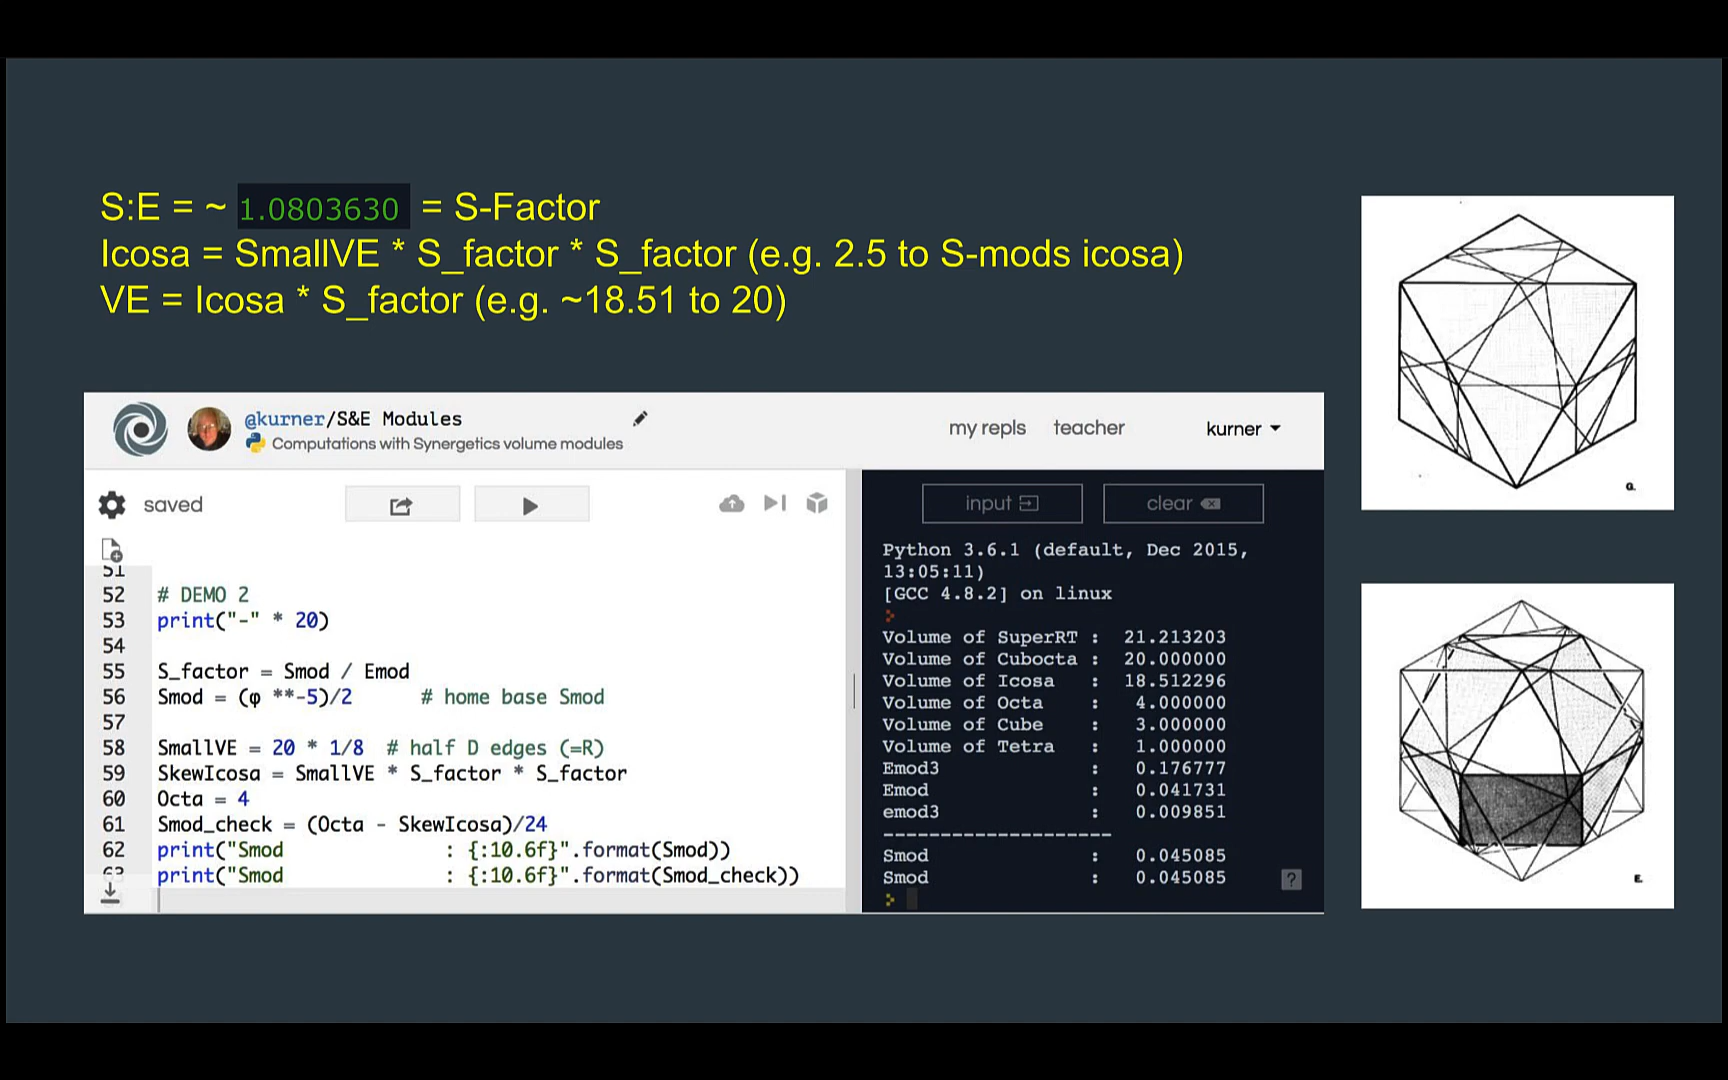 S:E = ~ 1.0803630 = S-Factor
Icosa = SmallVE * S_factor * S_factor (e.g. 2.5 to S-mods icosa)
VE = Icosa * S_factor (e.g. ~18.51 to 20)
@kurner/S&E Modules
Computations with Synergetics volume modules
my repls teacher kurner
saved
input clear
51
52 # DEMO 2
53 print("-" * 20)
54
55 S_factor = Smod / Emod
56 Smod = (φ **-5)/2 # home base Smod
57
58 SmallVE = 20 * 1/8 # half D edges (=R)
59 SkewIcosa = SmallVE * S_factor * S_factor
60 Octa = 4
61 Smod_check = (Octa - SkewIcosa)/24
62 print("Smod : {:10.6f}".format(Smod))
63 print("Smod : {:10.6f}".format(Smod_check))
Python 3.6.1 (default, Dec 2015,
13:05:11)
[GCC 4.8.2] on linux
Volume of SuperRT : 21.213203
Volume of Cubocta : 20.000000
Volume of Icosa : 18.512296
Volume of Octa : 4.000000
Volume of Cube : 3.000000
Volume of Tetra : 1.000000
Emod3 : 0.176777
Emod : 0.041731
emod3 : 0.009851
--------------------
Smod : 0.045085
Smod : 0.045085
?
G.
E.